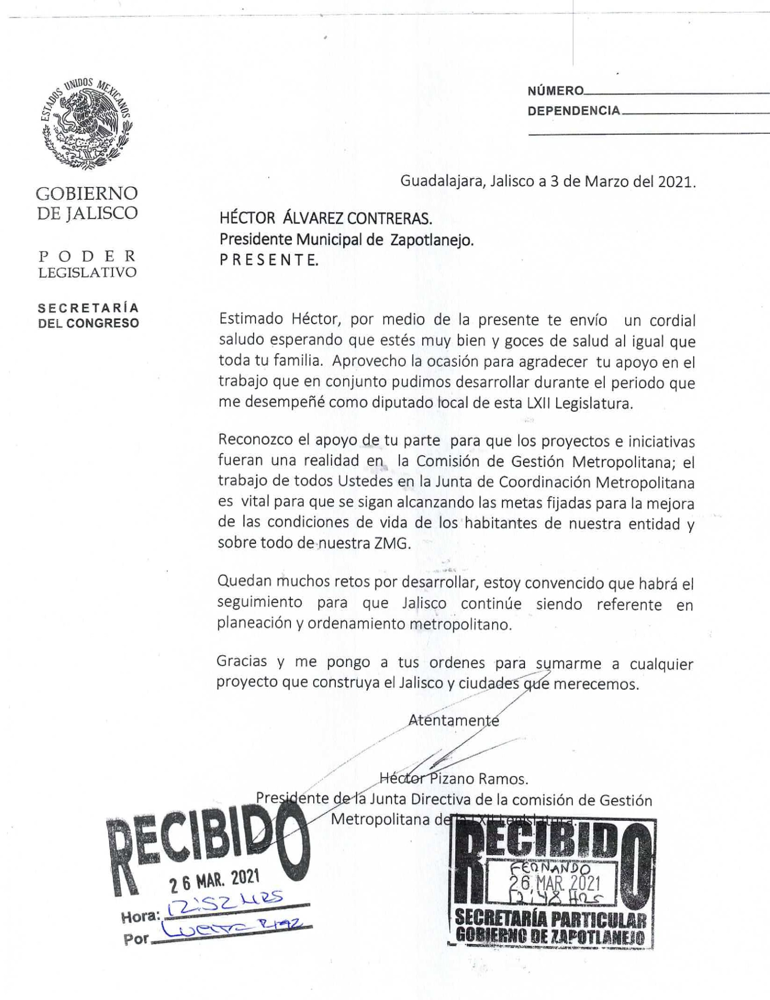 ESTADOS UNIDOS MEXICANOS
NÚMERO
DEPENDENCIA
GOBIERNO
DE JALISCO
PODER
LEGISLATIVO
SECRETARÍA
DEL CONGRESO
Guadalajara, Jalisco a 3 de Marzo del 2021.
HÉCTOR ÁLVAREZ CONTRERAS.
Presidente Municipal de Zapotlanejo.
PRESENTE.
Estimado Héctor, por medio de la presente te envío un cordial
saludo esperando que estés muy bien y goces de salud al igual que
toda tu familia. Aprovecho la ocasión para agradecer tu apoyo en el
trabajo que en conjunto pudimos desarrollar durante el periodo que
me desempeñé como diputado local de esta LXII Legislatura.
Reconozco el apoyo de tu parte para que los proyectos e iniciativas
fueran una realidad en la Comisión de Gestión Metropolitana; el
trabajo de todos Ustedes en la Junta de Coordinación Metropolitana
es vital para que se sigan alcanzando las metas fijadas para la mejora
de las condiciones de vida de los habitantes de nuestra entidad y
sobre todo de nuestra ZMG.
Quedan muchos retos por desarrollar, estoy convencido que habrá el
seguimiento para que Jalisco continúe siendo referente en
planeación y ordenamiento metropolitano.
Gracias y me pongo a tus ordenes para sumarme a cualquier
proyecto que construya el Jalisco y ciudades que merecemos.
Atentamente
Héctor Pizano Ramos.
Presidente de la Junta Directiva de la comisión de Gestión
Metropolitana de la LXII Legislatura.
RECIBIDO
26 MAR. 2021
Hora: 12:52 HRS
Por
RECIBIDO
FERNANDO
26 MAR. 2021
12:48 HRS
SECRETARÍA PARTICULAR
GOBIERNO DE ZAPOTLANEJO